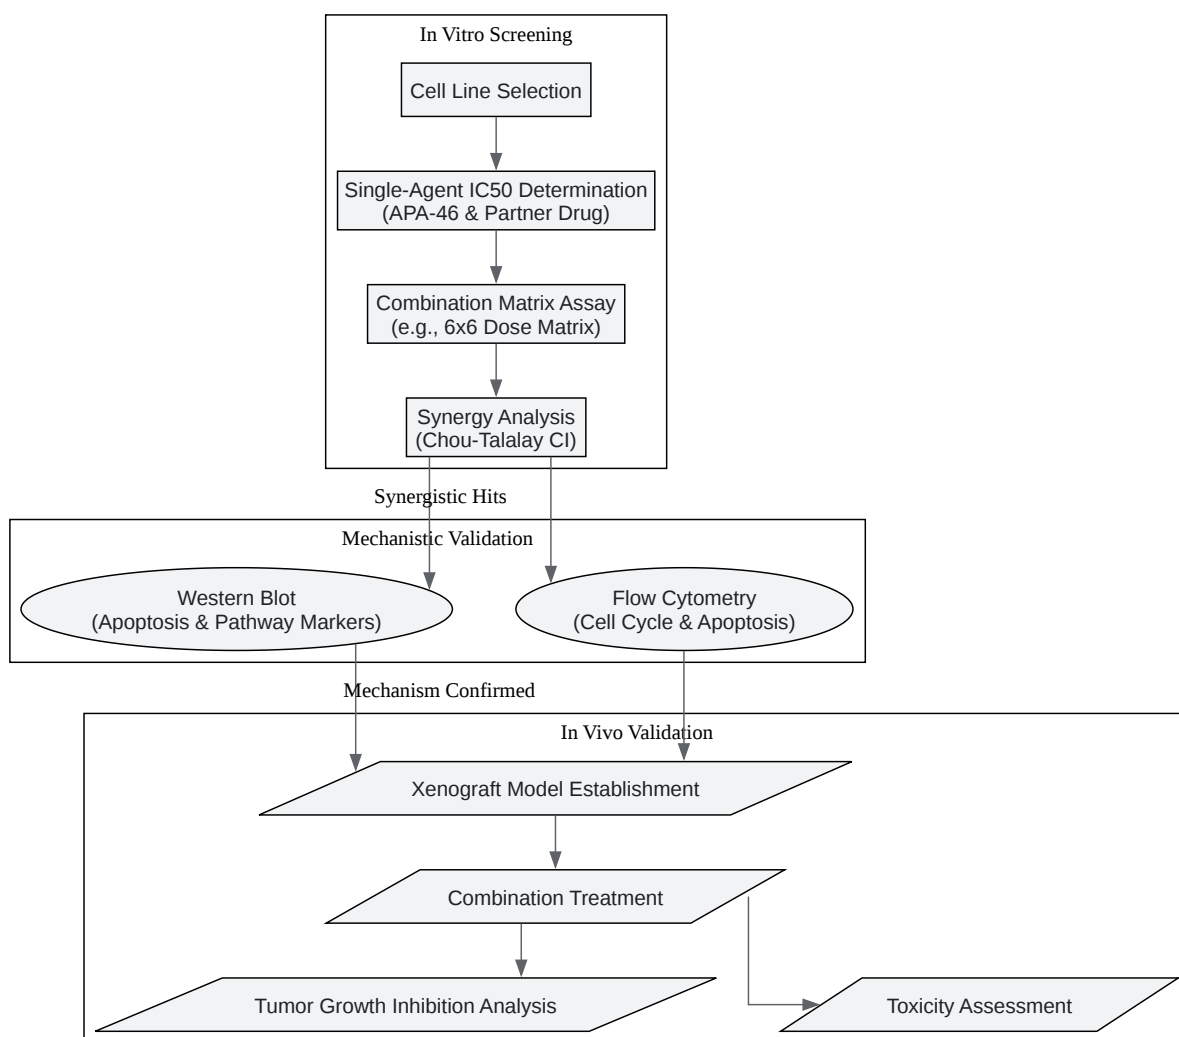 In Vitro Screening
Cell Line Selection
Single-Agent IC50 Determination
(APA-46 & Partner Drug)
Combination Matrix Assay
(e.g., 6x6 Dose Matrix)
Synergy Analysis
(Chou-Talalay CI)
Synergistic Hits
Mechanistic Validation
Western Blot
(Apoptosis & Pathway Markers)
Flow Cytometry
(Cell Cycle & Apoptosis)
Mechanism Confirmed
In Vivo Validation
Xenograft Model Establishment
Combination Treatment
Tumor Growth Inhibition Analysis
Toxicity Assessment